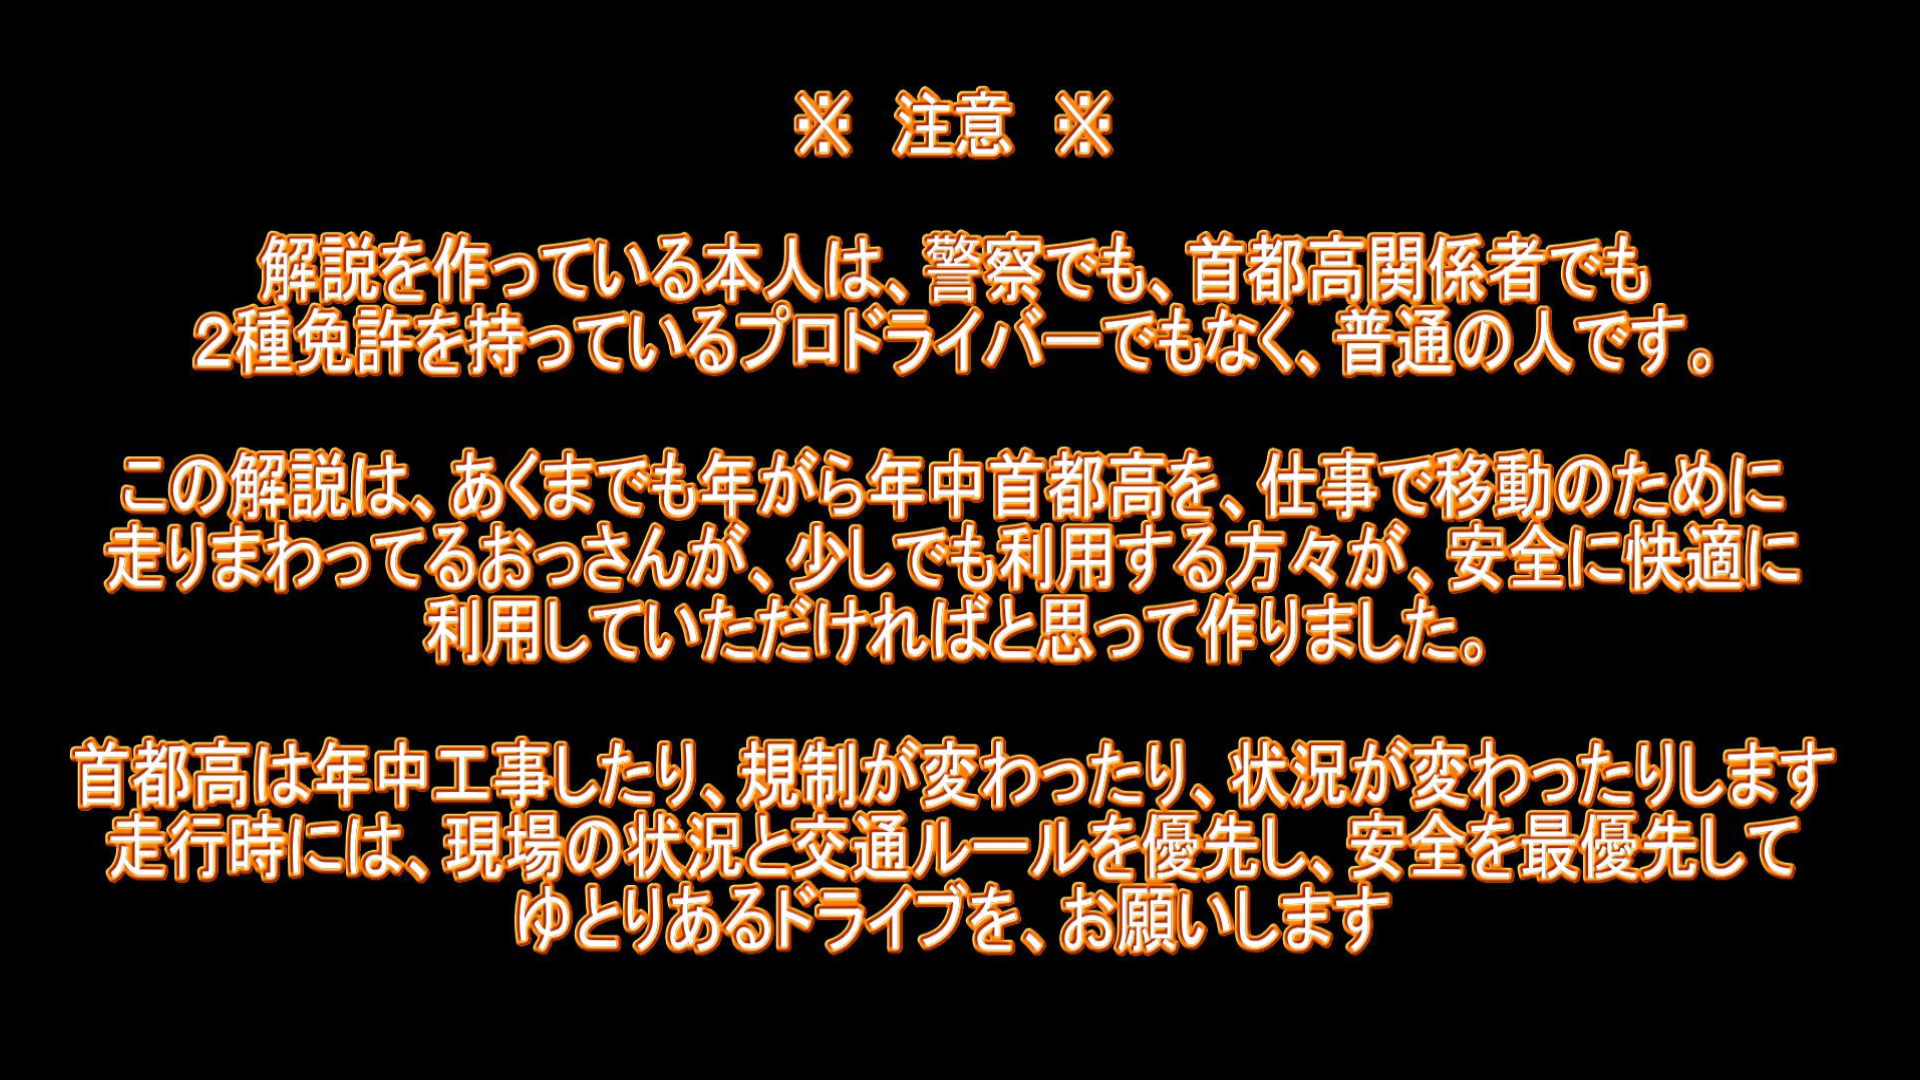 ※ 注意 ※
解説を作っている本人は、警察でも、首都高関係者でも
2種免許を持っているプロドライバーでもなく、普通の人です。
この解説は、あくまでも年がら年中首都高を、仕事で移動のために
走りまわってるおっさんが、少しでも利用する方々が、安全に快適に
利用していただければと思って作りました。
首都高は年中工事したり、規制が変わったり、状況が変わったりします
走行時には、現場の状況と交通ルールを優先し、安全を最優先して
ゆとりあるドライブを、お願いします